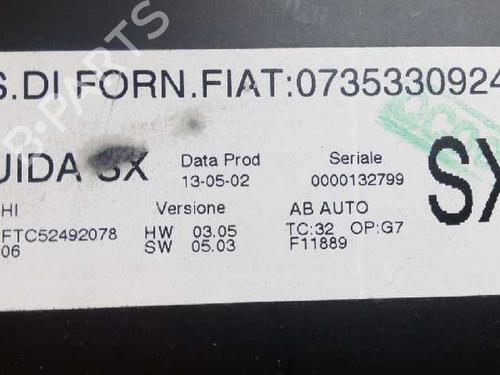 S.DI FORN.FIAT:0735330924
UIDA SX
Data Prod
13-05-02
Seriale
0000132799
SX
HI
FTC52492078
06
Versione
HW 03.05
SW 05.03
AB AUTO
TC:32 OP:G7
F11889